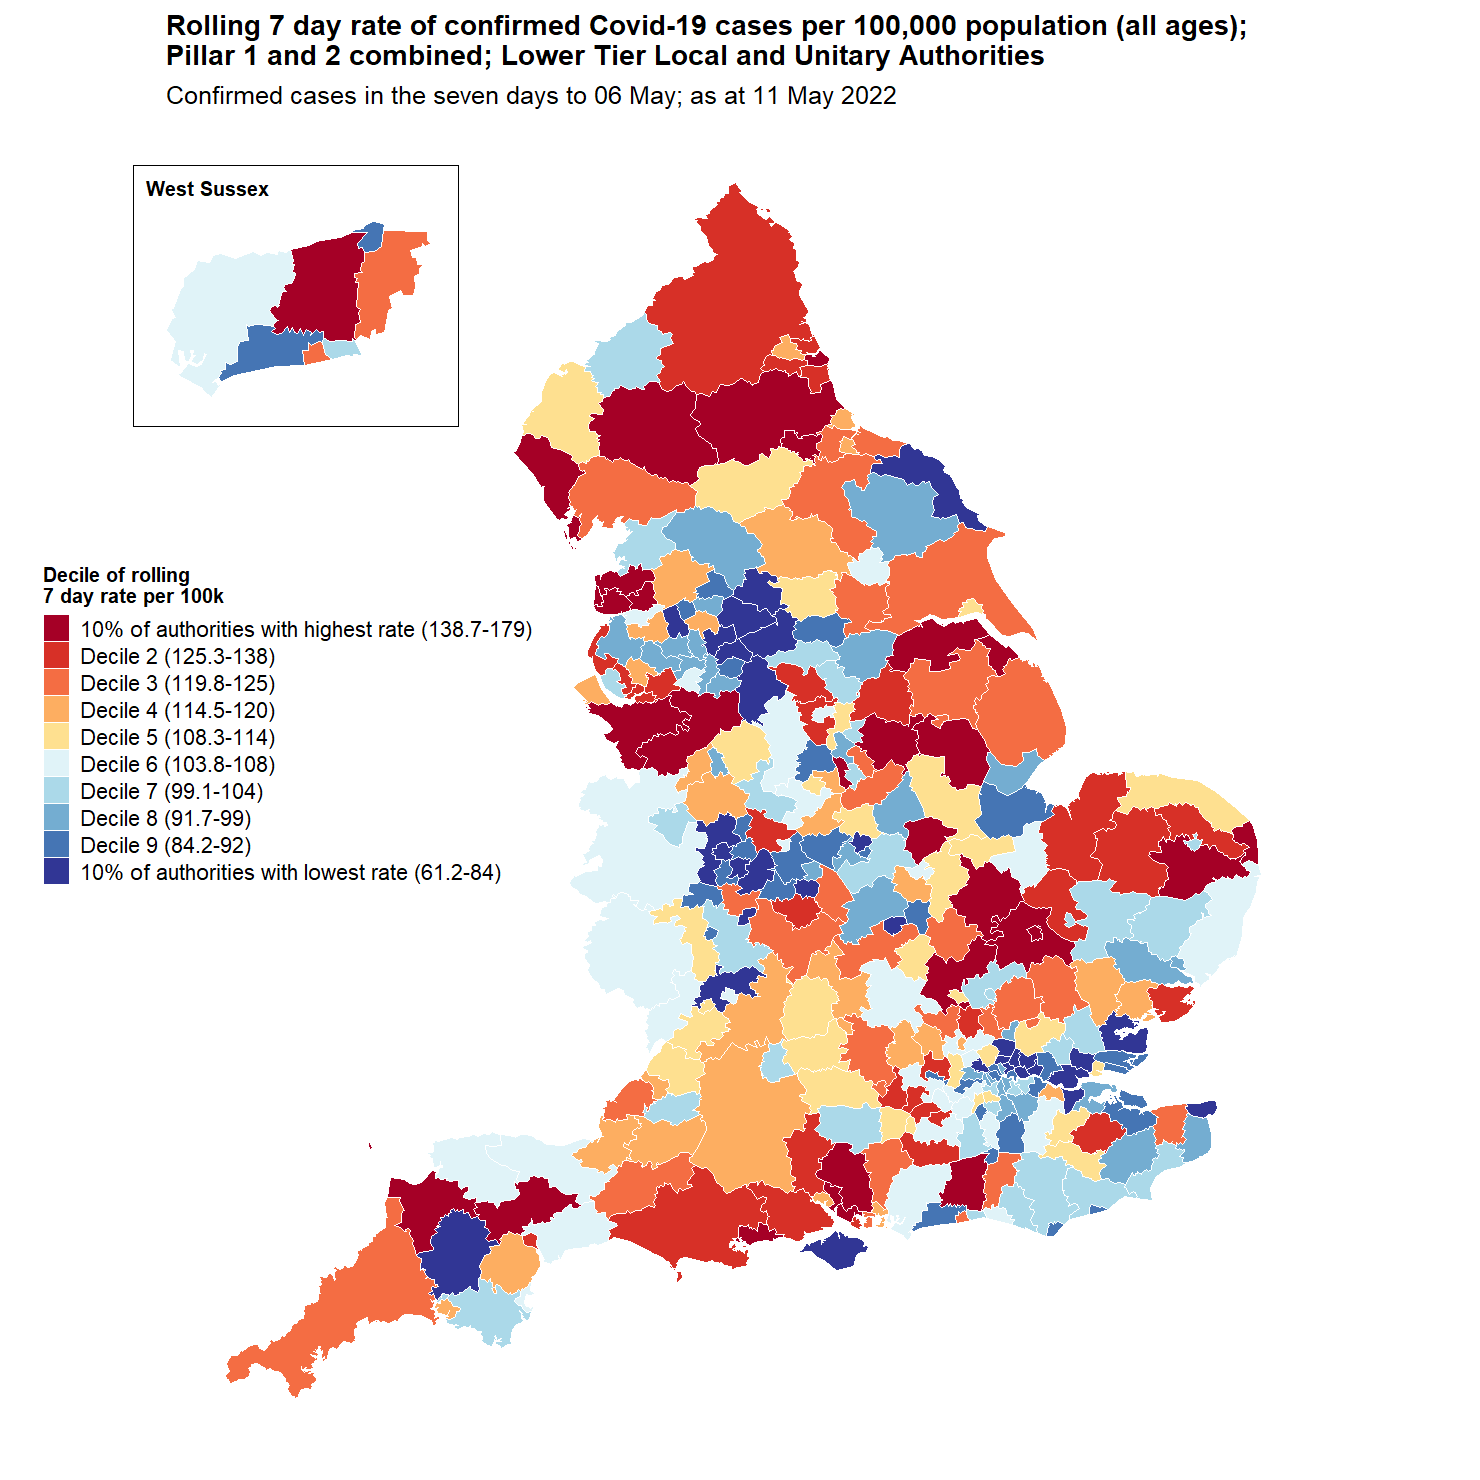 Rolling 7 day rate of confirmed Covid-19 cases per 100,000 population (all ages);
Pillar 1 and 2 combined; Lower Tier Local and Unitary Authorities
Confirmed cases in the seven days to 06 May; as at 11 May 2022
West Sussex
Decile of rolling
7 day rate per 100k
10% of authorities with highest rate (138.7-179)
Decile 2 (125.3-138)
Decile 3 (119.8-125)
Decile 4 (114.5-120)
Decile 5 (108.3-114)
Decile 6 (103.8-108)
Decile 7 (99.1-104)
Decile 8 (91.7-99)
Decile 9 (84.2-92)
10% of authorities with lowest rate (61.2-84)